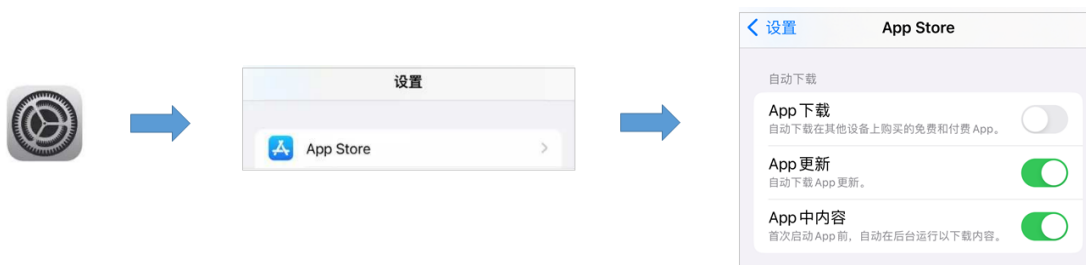 设置
App Store
设置
App Store
自动下载
App 下载
自动下载在其他设备上购买的免费和付费 App。
App 更新
自动下载 App 更新。
App 中内容
首次启动 App 前，自动在后台运行以下载内容。